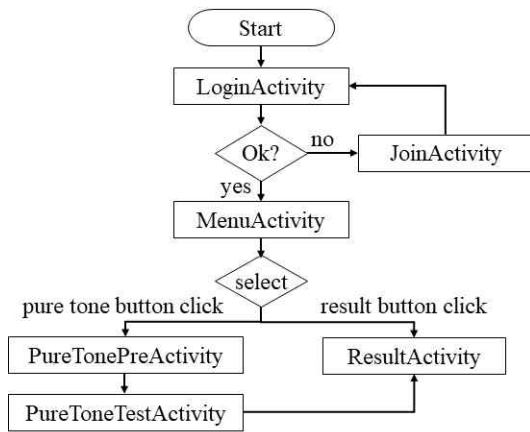 Start
LoginActivity
Ok?
no
JoinActivity
yes
MenuActivity
select
pure tone button click
result button click
PureTonePreActivity
ResultActivity
PureToneTestActivity